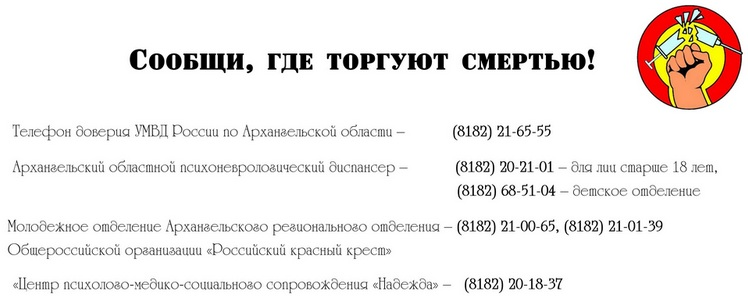 Сообщи, где торгуют смертью!
Телефон доверия УМВД России по Архангельской области – (8182) 21-65-55
Архангельский областной психоневрологический диспансер – (8182) 20-21-01 – для лиц старше 18 лет,
(8182) 68-51-04 – детское отделение
Молодежное отделение Архангельского регионального отделения – (8182) 21-00-65, (8182) 21-01-39
Общероссийской организации «Российский красный крест»
«Центр психолого-медико-социального сопровождения «Надежда» – (8182) 20-18-37